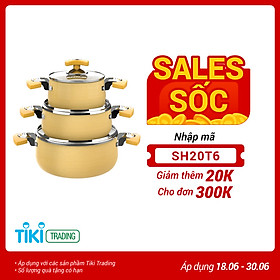 SALES
SỐC
Nhập mã
SH20T6
Giảm thêm 20K
Cho đơn 300K
TIKI TRADING
• Áp dụng với các sản phẩm Tiki Trading
• Số lượng quà tặng có hạn
Áp dụng 18.06 - 30.06